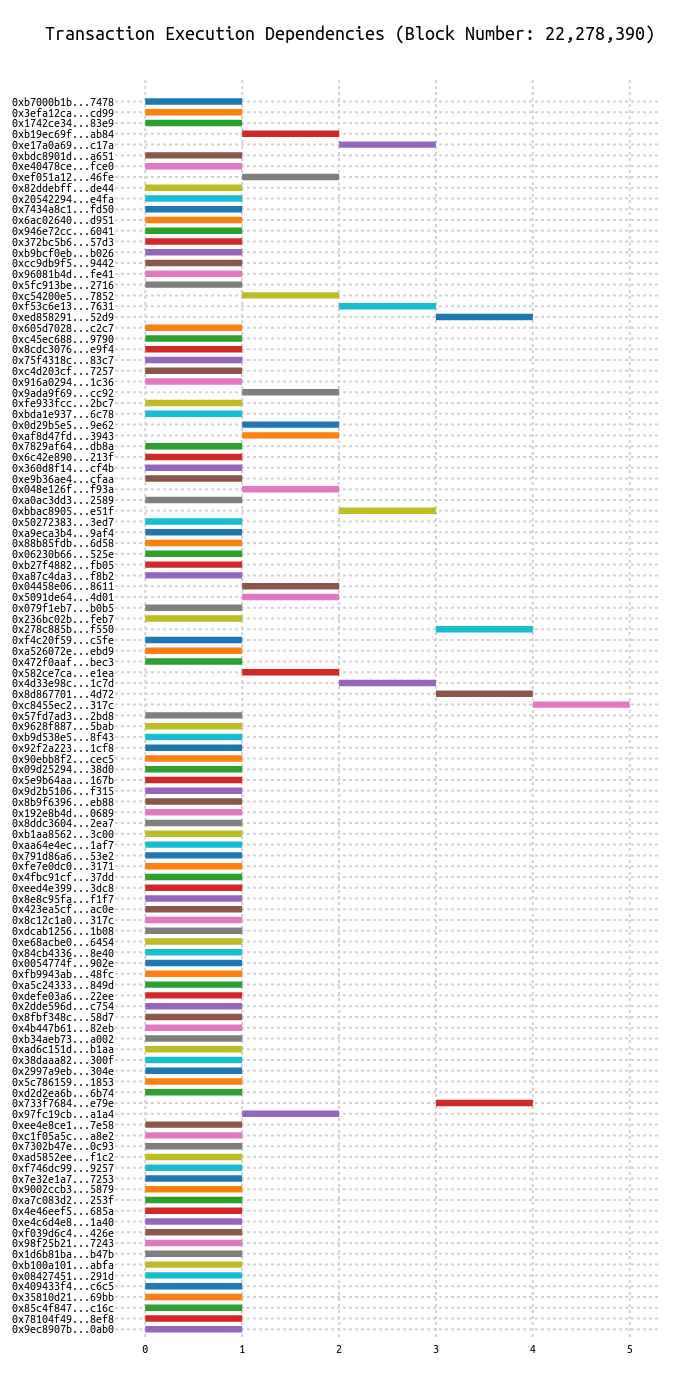 Transaction Execution Dependencies (Block Number: 22,278,390)
0xb7000b1b...7478
0x3efa12ca...cd99
0x1742ce34...83e9
0xb19ec69f...ab84
0xe17a0a69...c17a
0xbdc8901d...a651
0xe40478ce...fce0
0xef051a12...46fe
0x82ddebff...de44
0x20542294...e4fa
0x7434a8c1...fd50
0x6ac02640...d951
0x946e72cc...6041
0x372bc5b6...57d3
0xb9bcf0eb...b026
0xcc9db9f5...9442
0x96081b4d...fe41
0x5fc913be...2716
0xc54200e5...7852
0xf53c6e13...7631
0xed858291...52d9
0x605d7028...c2c7
0xc45ec688...9790
0x8cdc3076...e9f4
0x75f4318c...83c7
0xc4d203cf...7257
0x916a0294...1c36
0x9ada9f69...cc92
0xfe933fcc...2bc7
0xbda1e937...6c78
0x0d29b5e5...9e62
0xaf8d47fd...3943
0x7829af64...db8a
0x6c42e890...213f
0x360d8f14...cf4b
0xe9b36ae4...cfaa
0x048e126f...f93a
0xa0ac3dd3...2589
0xbbac8905...e51f
0x50272383...3ed7
0xa9eca3b4...9af4
0x88b85fdb...6d58
0x06230b66...525e
0xb27f4882...fb05
0xa87c4da3...f8b2
0x04458e06...8611
0x5091de64...4d01
0x079f1eb7...b0b5
0x236bc02b...feb7
0x278c885b...f550
0xf4c20f59...c5fe
0xa526072e...ebd9
0x472f0aaf...bec3
0x582ce7ca...e1ea
0x4d33e98c...1c7d
0x8d867701...4d72
0xc8455ec2...317c
0x57fd7ad3...2bd8
0x9628f887...5bab
0xb9d538e5...8f43
0x92f2a223...1cf8
0x90ebb8f2...cec5
0x09d25294...38d0
0x5e9b64aa...167b
0x9d2b5106...f315
0x8b9f6396...eb88
0x192e8b4d...0689
0x8ddc3604...2ea7
0xb1aa8562...3c00
0xaa64e4ec...1af7
0x791d86a6...53e2
0xfe7e0dc0...3171
0x4fbc91cf...37dd
0xeed4e399...3dc8
0x8e8c95fa...f1f7
0x423ea5cf...ac0e
0x8c12c1a0...317c
0xdcab1256...1b08
0xe68acbe0...6454
0x84cb4336...8e40
0x0054774f...902e
0xfb9943ab...48fc
0xa5c24333...849d
0xdefe03a6...22ee
0x2dde596d...c754
0x8fbf348c...58d7
0x4b447b61...82eb
0xb34aeb73...a002
0xad6c151d...b1aa
0x38daaa82...300f
0x2997a9eb...304e
0x5c786159...1853
0xd2d2ea6b...6b74
0x733f7684...e79e
0x97fc19cb...a1a4
0xee4e8ce1...7e58
0xc1f05a5c...a8e2
0x7302b47e...0c93
0xad5852ee...f1c2
0xf746dc99...9257
0x7e32e1a7...7253
0x9002ccb3...5879
0xa7c083d2...253f
0x4e46eef5...685a
0xe4c6d4e8...1a40
0xf039d6c4...426e
0x98f25b21...7243
0x1d6b81ba...b47b
0xb100a101...abfa
0x08427451...291d
0x409433f4...c6c5
0x35810d21...69bb
0x85c4f847...c16c
0x78104f49...8ef8
0x9ec8907b...0ab0
0 1 2 3 4 5